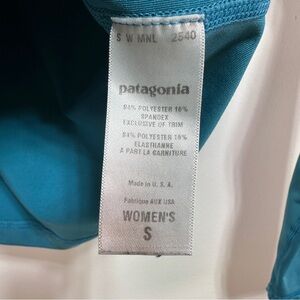 S W MNL 2540
patagonia
84% POLYESTER 16%
SPANDEX
EXCLUSIVE OF TRIM
84% POLYESTER 16%
ELASTHANNE
A PART LA GARNITURE
Made in U. S. A.
Fabrique AUX USA
WOMEN'S
S